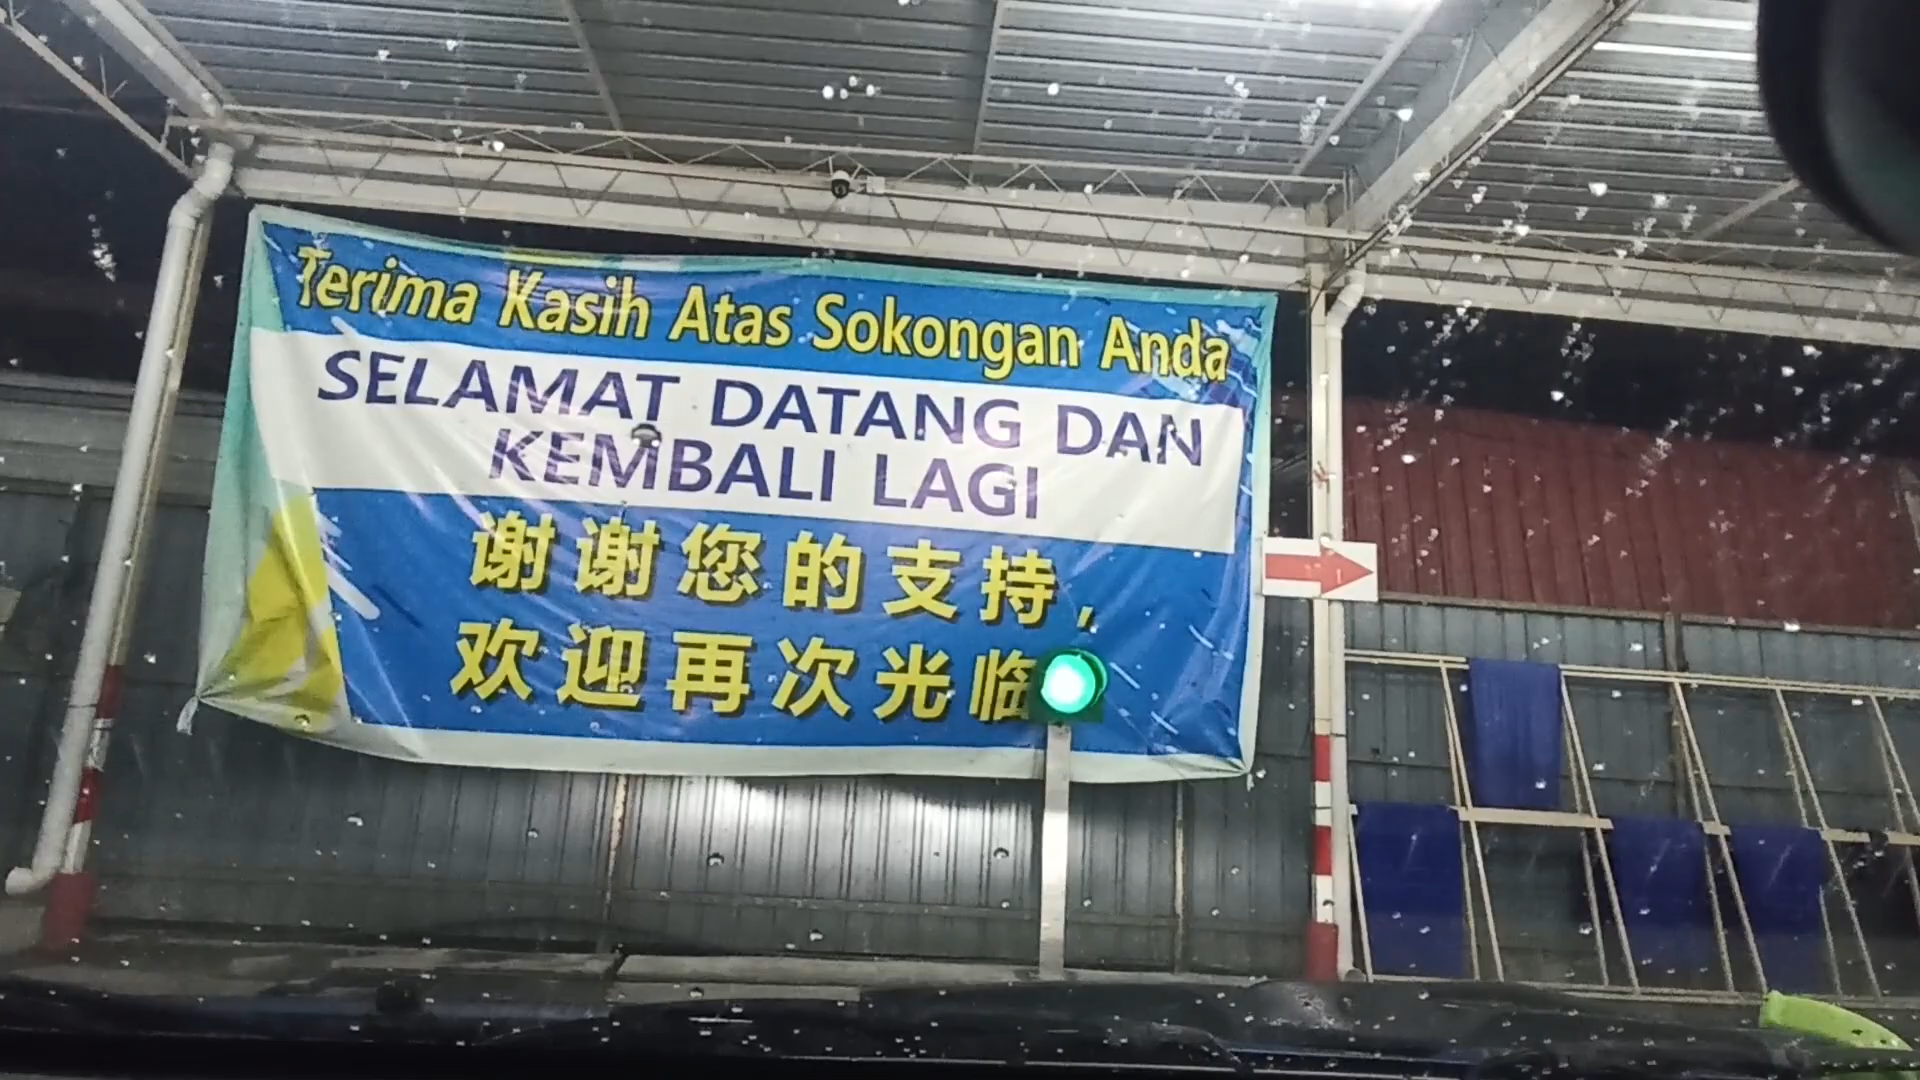 Terima Kasih Atas Sokongan Anda
SELAMAT DATANG DAN
KEMBALI LAGI
谢谢您的支持,
欢迎再次光临